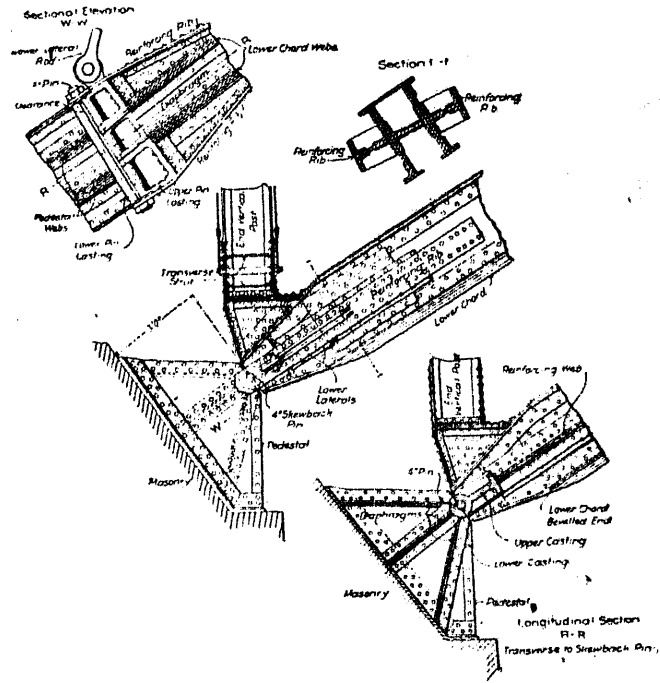 Sectional Elevation
W-W
Lower Lateral
Rod
Pin
Clearance
Reinforcing Rib
R
Lower Chord Webs
Diaphragm
R
Pedestal
Webs
Lower Pin
Casting
Upper Pin
Casting
Section
Reinforcing
Rib
Reinforcing
Rib
End Vertical
Post
Transverse
Strut
Reinforcing Rib
Lower Chord
Lower
Laterals
4" Skewback
Pin
W
Pedestal
Masonry
End
Vertical Post
Reinforcing Web
4" Pin
Diaphragms
Lower Chord
Bevelled End
Upper Casting
Lower Casting
Masonry
Pedestal
Longitudinal Section
R-R
Transverse to Skewback Pin